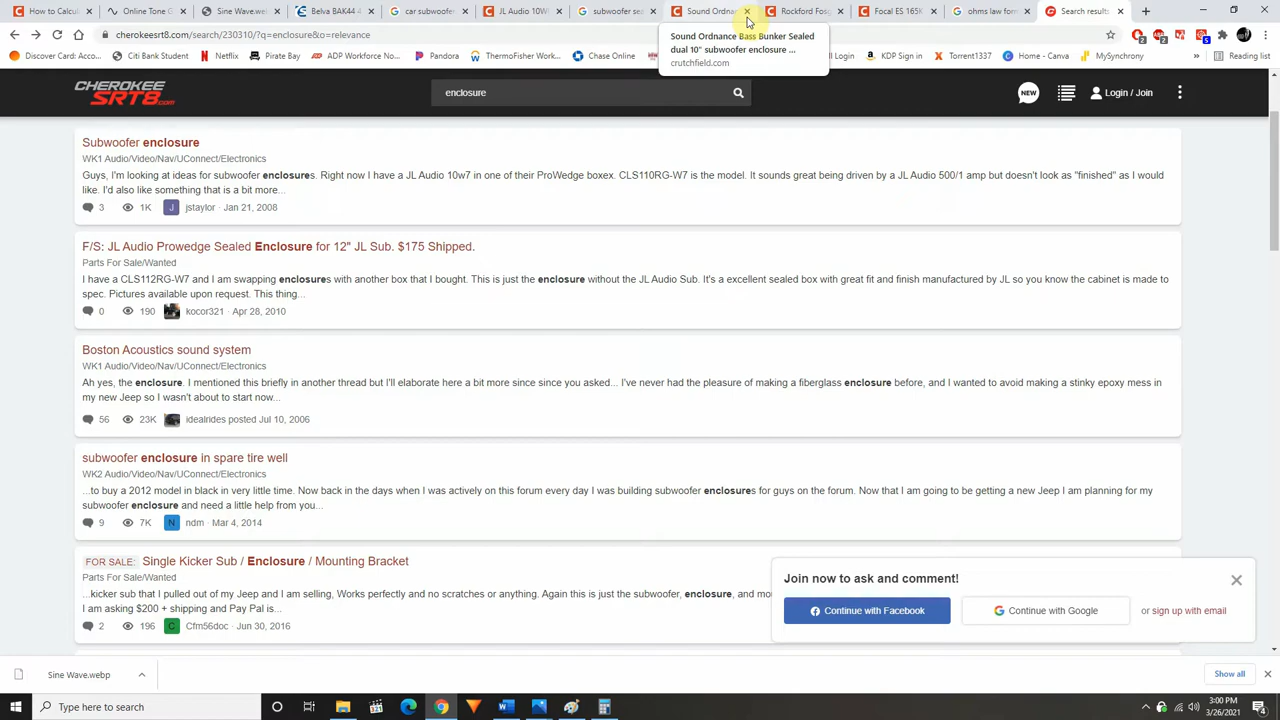 How to Calcul
Online Tone G
Sine Wave.we
Belva BAK44 4
car subwoofer
JL Audio 10W
subwoofer sea
Sound Ordnanc
Rockford Fosg
Focal ES 165K
ohms law form
Search results
cherokeesrt8.com/search/230310/?q=enclosure&o=relevance
Sound Ordnance Bass Bunker Sealed
dual 10" subwoofer enclosure ...
crutchfield.com
Discover Card: Acco...
Citi Bank Student
Netflix
Pirate Bay
ADP Workforce
Pandora
ThermoFisher Work...
Chase Online
KDP Sign in
Home - Canva
MySynchrony
Reading list
CHEROKEE
SRT8.com
enclosure
NEW
Login / Join
Subwoofer enclosure
WK1 Audio/Video/Nav/UConnect/Electronics
Guys, I'm looking at ideas for subwoofer enclosures. Right now I have a JL Audio 10w7 in one of their ProWedge boxex. CLS110RG-W7 is the model. It sounds great being driven by a JL Audio 500/1 amp but doesn't look as "finished" as I would
like. I'd also like something that is a bit more...
3 1K J jstaylor · Jan 21, 2008
F/S: JL Audio Prowedge Sealed Enclosure for 12" JL Sub. $175 Shipped.
Parts For Sale/Wanted
I have a CLS112RG-W7 and I am swapping enclosures with another box that I bought. This is just the enclosure without the JL Audio Sub. It's a excellent sealed box with great fit and finish manufactured by JL so you know the cabinet is made to
spec. Pictures available upon request. This thing...
0 190 kocor321 · Apr 28, 2010
Boston Acoustics sound system
WK1 Audio/Video/Nav/UConnect/Electronics
Ah yes, the enclosure. I mentioned this briefly in another thread but I'll elaborate here a bit more since since you asked... I've never had the pleasure of making a fiberglass enclosure before, and I wanted to avoid making a stinky epoxy mess in
my new Jeep so I wasn't about to start now...
56 23K idealrides posted Jul 10, 2006
subwoofer enclosure in spare tire well
WK2 Audio/Video/Nav/UConnect/Electronics
...to buy a 2012 model in black in very little time. Now back in the days when I was actively on this forum every day I was building subwoofer enclosures for guys on the forum. Now that I am going to be getting a new Jeep I am planning for my
subwoofer enclosure and need a little help from you...
9 7K N ndm · Mar 4, 2014
FOR SALE: Single Kicker Sub / Enclosure / Mounting Bracket
Parts For Sale/Wanted
...kicker sub that I pulled out of my Jeep and I am selling, Works perfectly and no scratches or anything. Again this is just the subwoofer, enclosure, and mo
I am asking $200 + shipping and Pay Pal is...
2 196 C Cfm56doc · Jun 30, 2016
Join now to ask and comment!
Continue with Facebook
Continue with Google
or sign up with email
Sine Wave.webp
Show all
Type here to search
3:00 PM
3/26/2021